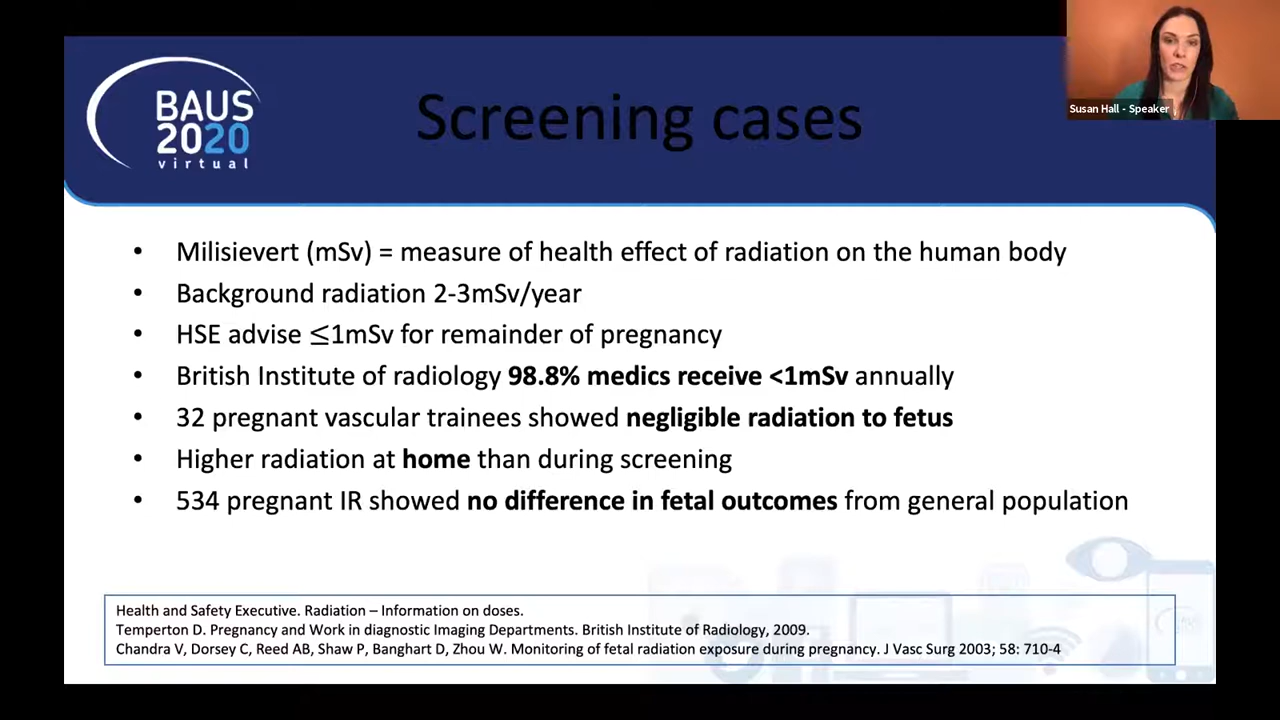 Susan Hall - Speaker
BAUS
2020
virtual
Screening cases
• Milisievert (mSv) = measure of health effect of radiation on the human body
• Background radiation 2-3mSv/year
• HSE advise ≤1mSv for remainder of pregnancy
• British Institute of radiology 98.8% medics receive <1mSv annually
• 32 pregnant vascular trainees showed negligible radiation to fetus
• Higher radiation at home than during screening
• 534 pregnant IR showed no difference in fetal outcomes from general population
Health and Safety Executive. Radiation – Information on doses.
Temperton D. Pregnancy and Work in diagnostic Imaging Departments. British Institute of Radiology, 2009.
Chandra V, Dorsey C, Reed AB, Shaw P, Banghart D, Zhou W. Monitoring of fetal radiation exposure during pregnancy. J Vasc Surg 2003; 58: 710-4